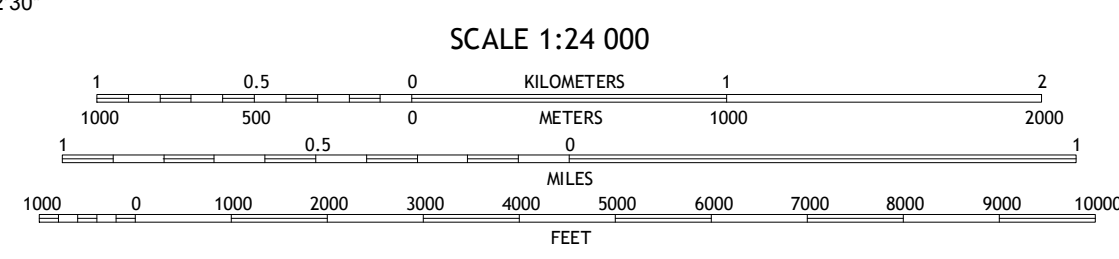 30"
SCALE 1:24 000
1 0.5 0 KILOMETERS 1 2
1000 500 0 METERS 1000 2000
1 0.5 0 1
MILES
1000 0 1000 2000 3000 4000 5000 6000 7000 8000 9000 10000
FEET